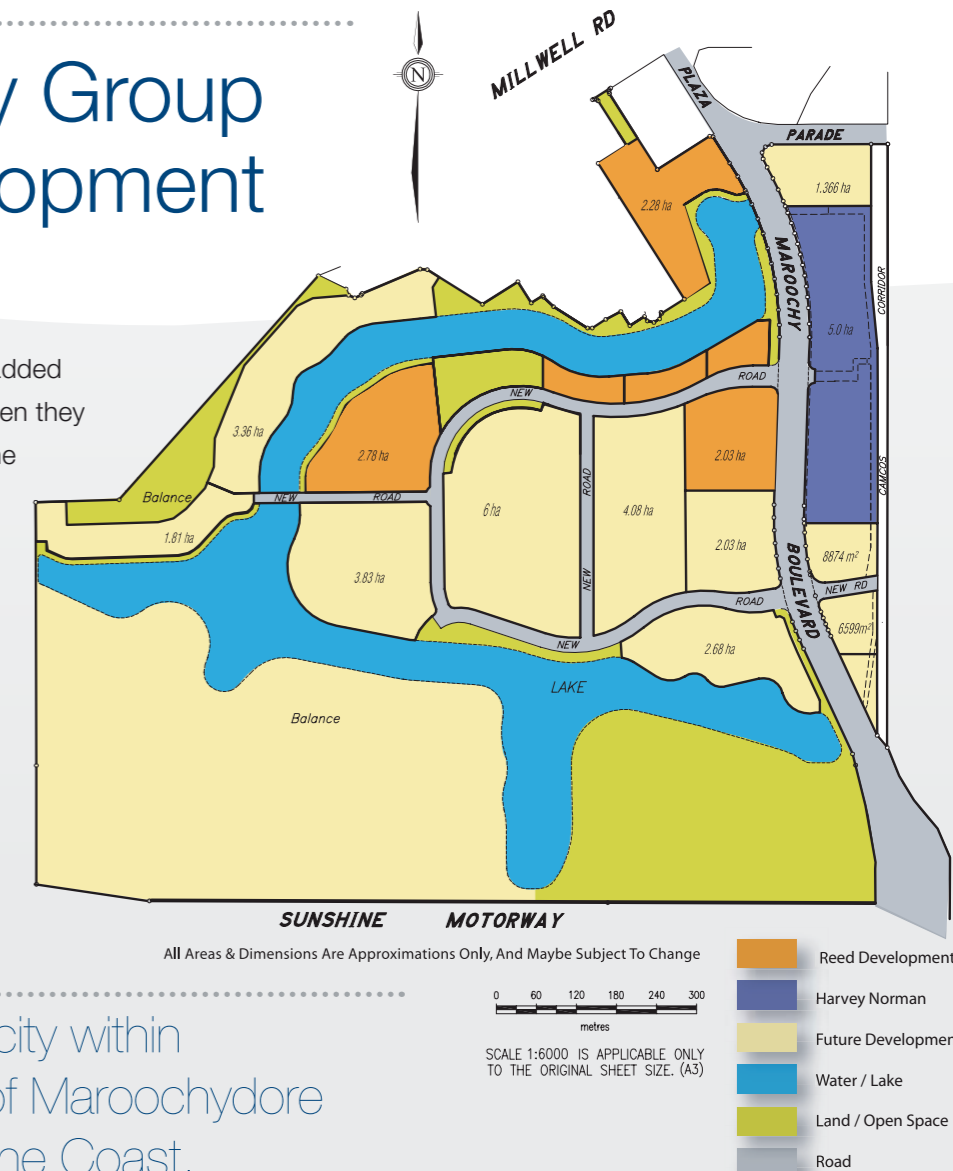 y Group
opment
N
MILLWELL RD
PLAZA
PARADE
1.366 ha
2.28 ha
MAROOCHY
CORRIDOR
5.0 ha
dded
en they
ne
ROAD
NEW
3.36 ha
2.78 ha
2.03 ha
Balance
NEW ROAD
ROAD
CAMCOS
6 ha
4.08 ha
1.81 ha
2.03 ha
8874 m²
3.83 ha
NEW
BOULEVARD
NEW RD
ROAD
6599m²
NEW
2.68 ha
LAKE
Balance
SUNSHINE MOTORWAY
All Areas & Dimensions Are Approximations Only, And Maybe Subject To Change
0 60 120 180 240 300
metres
SCALE 1:6000 IS APPLICABLE ONLY
TO THE ORIGINAL SHEET SIZE. (A3)
Reed Development
Harvey Norman
Future Developmen
Water / Lake
Land / Open Space
Road
city within
of Maroochydore
ne Coast.